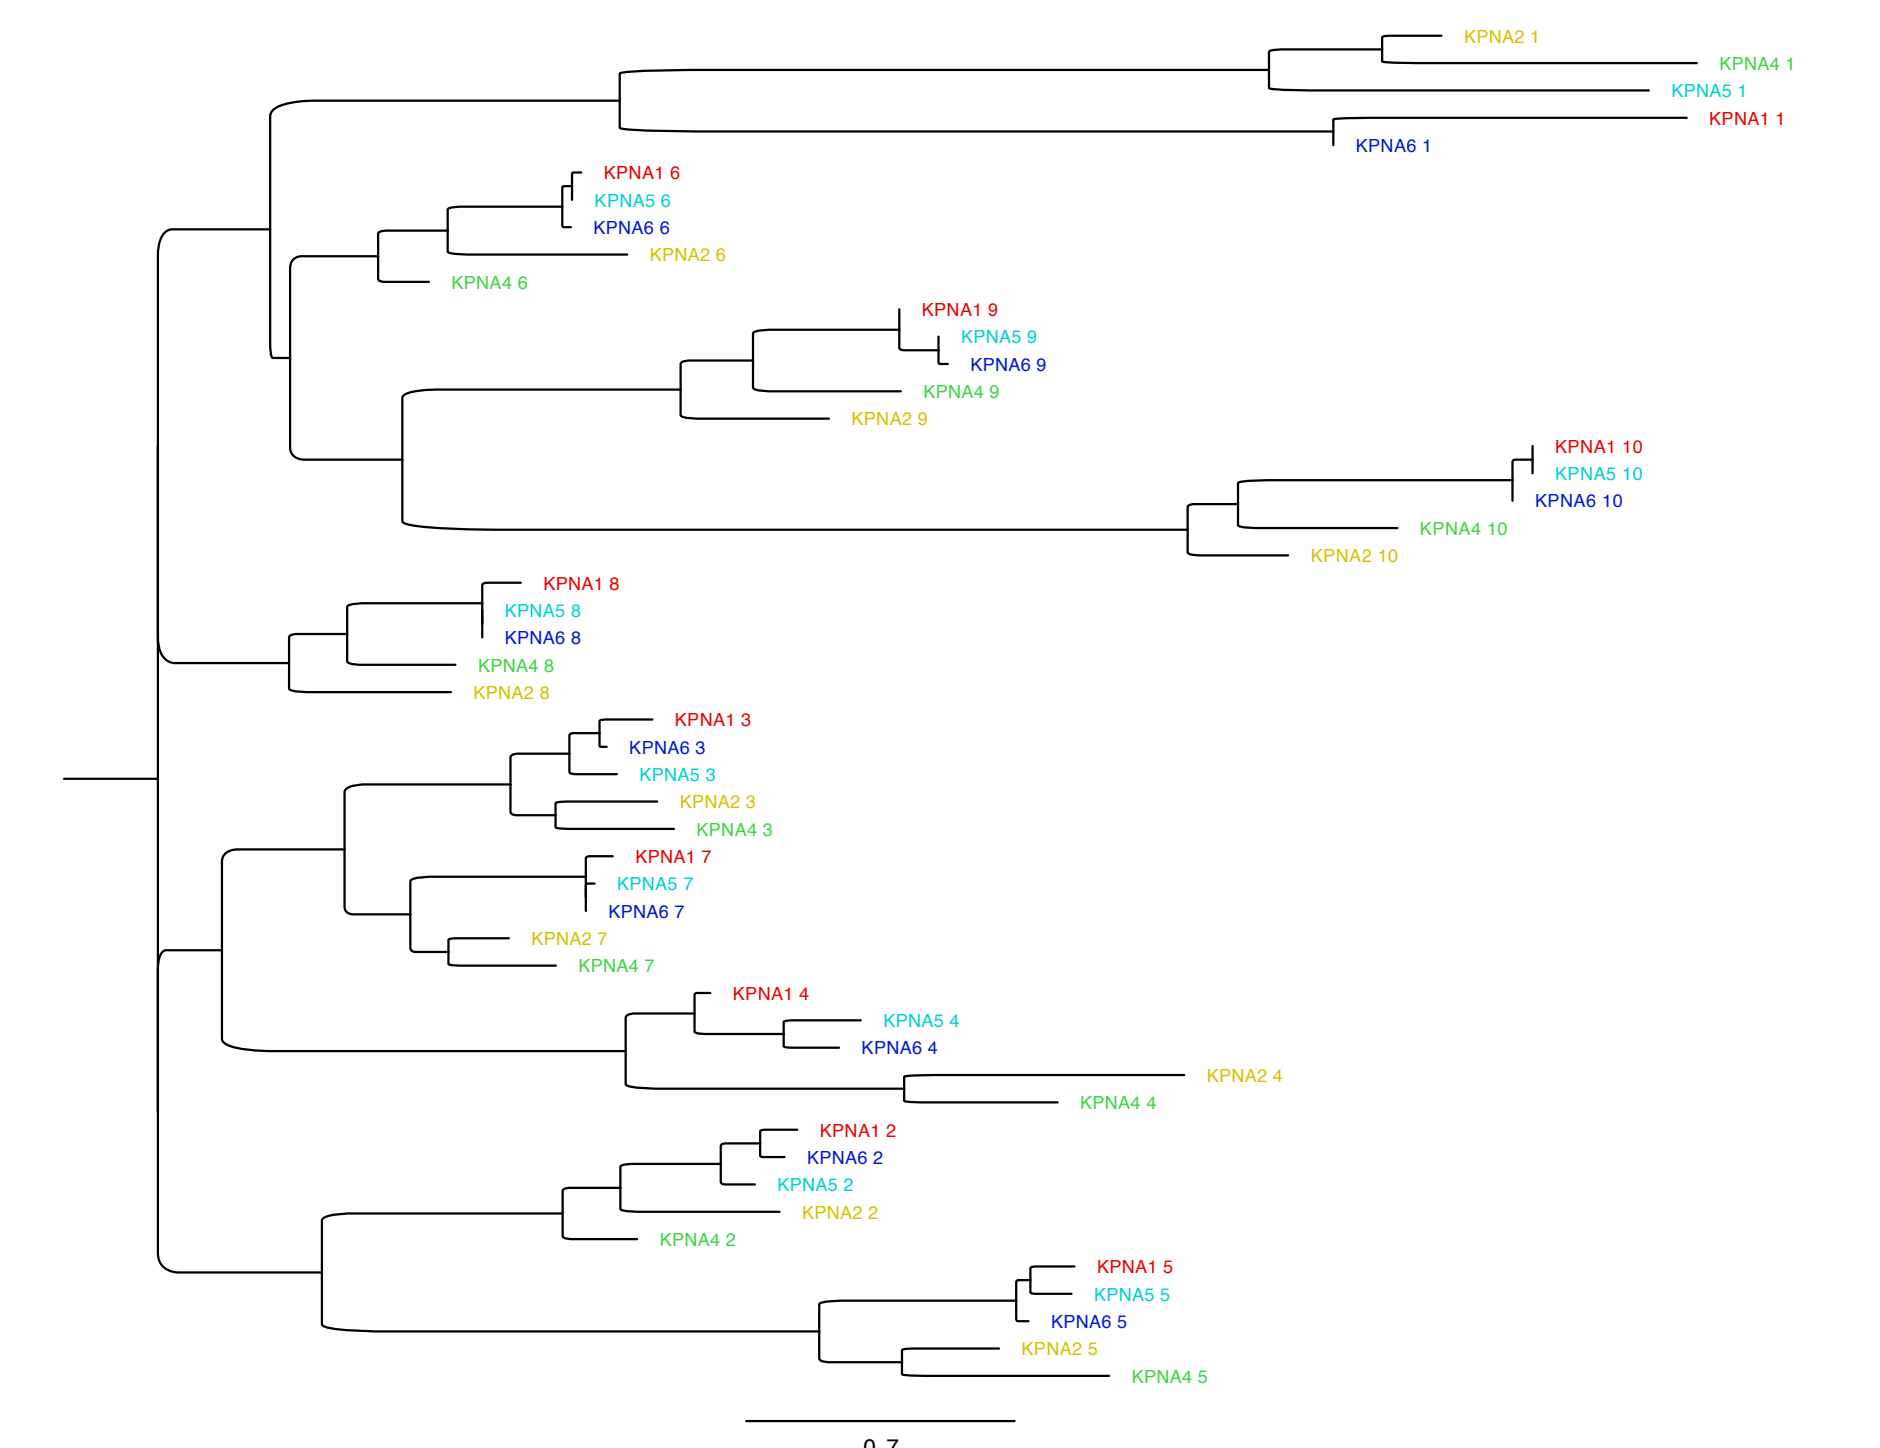 KPNA2 1
KPNA4 1
KPNA5 1
KPNA1 1
KPNA6 1
KPNA1 6
KPNA5 6
KPNA6 6
KPNA2 6
KPNA4 6
KPNA1 9
KPNA5 9
KPNA6 9
KPNA4 9
KPNA2 9
KPNA1 10
KPNA5 10
KPNA6 10
KPNA4 10
KPNA2 10
KPNA1 8
KPNA5 8
KPNA6 8
KPNA4 8
KPNA2 8
KPNA1 3
KPNA6 3
KPNA5 3
KPNA2 3
KPNA4 3
KPNA1 7
KPNA5 7
KPNA6 7
KPNA2 7
KPNA4 7
KPNA1 4
KPNA5 4
KPNA6 4
KPNA2 4
KPNA4 4
KPNA1 2
KPNA6 2
KPNA5 2
KPNA2 2
KPNA4 2
KPNA1 5
KPNA5 5
KPNA6 5
KPNA2 5
KPNA4 5
0.7